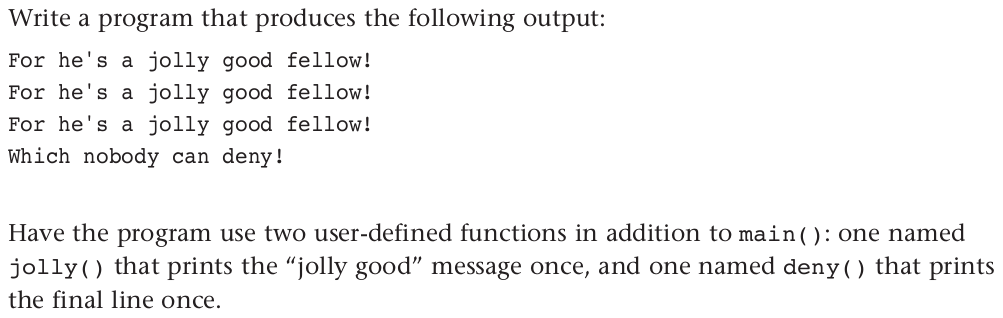 Write a program that produces the following output:
For he's a jolly good fellow!
For he's a jolly good fellow!
For he's a jolly good fellow!
Which nobody can deny!
Have the program use two user-defined functions in addition to main(): one named
jolly() that prints the “jolly good” message once, and one named deny() that prints
the final line once.